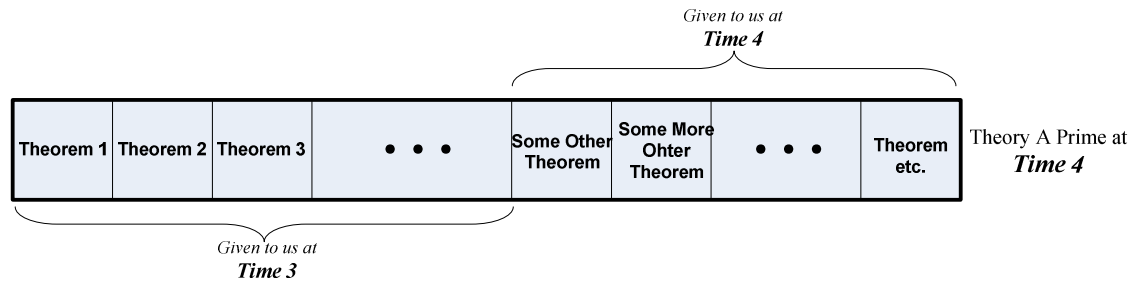 Given to us at
Time 4
Theorem 1
Theorem 2
Theorem 3
• • •
Some Other
Theorem
Some More
Ohter
Theorem
• • •
Theorem
etc.
Theory A Prime at
Time 4
Given to us at
Time 3